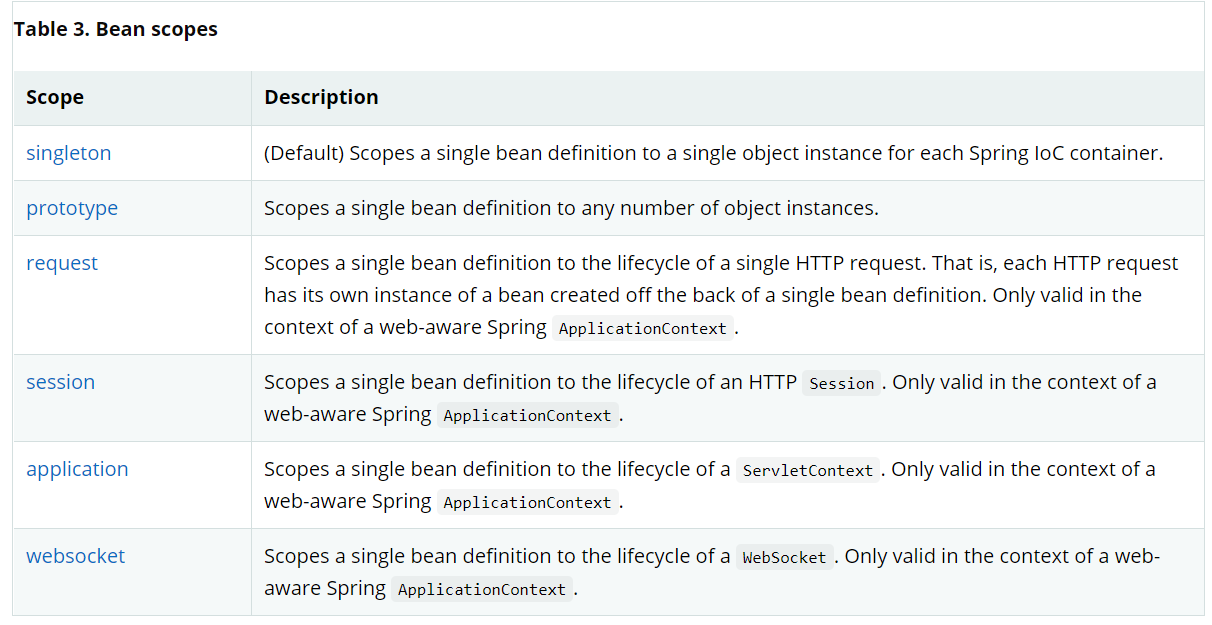 Table 3. Bean scopes
Scope Description
singleton (Default) Scopes a single bean definition to a single object instance for each Spring IoC container.
prototype Scopes a single bean definition to any number of object instances.
request Scopes a single bean definition to the lifecycle of a single HTTP request. That is, each HTTP request
has its own instance of a bean created off the back of a single bean definition. Only valid in the
context of a web-aware Spring ApplicationContext.
session Scopes a single bean definition to the lifecycle of an HTTP Session. Only valid in the context of a
web-aware Spring ApplicationContext.
application Scopes a single bean definition to the lifecycle of a ServletContext. Only valid in the context of a
web-aware Spring ApplicationContext.
websocket Scopes a single bean definition to the lifecycle of a WebSocket. Only valid in the context of a web-
aware Spring ApplicationContext.